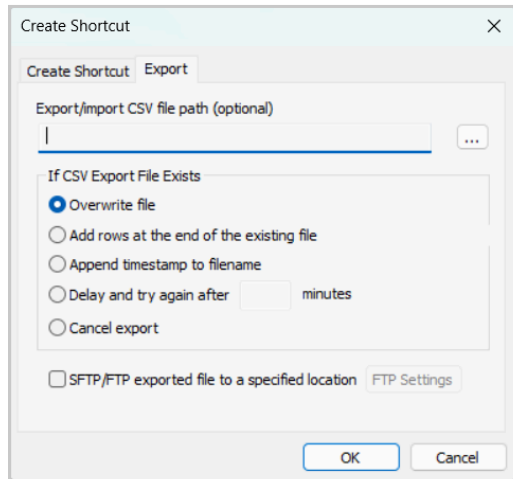 Create Shortcut
Create Shortcut Export
Export/import CSV file path (optional)
...
If CSV Export File Exists
Overwrite file
Add rows at the end of the existing file
Append timestamp to filename
Delay and try again after minutes
Cancel export
SFTP/FTP exported file to a specified location FTP Settings
OK Cancel